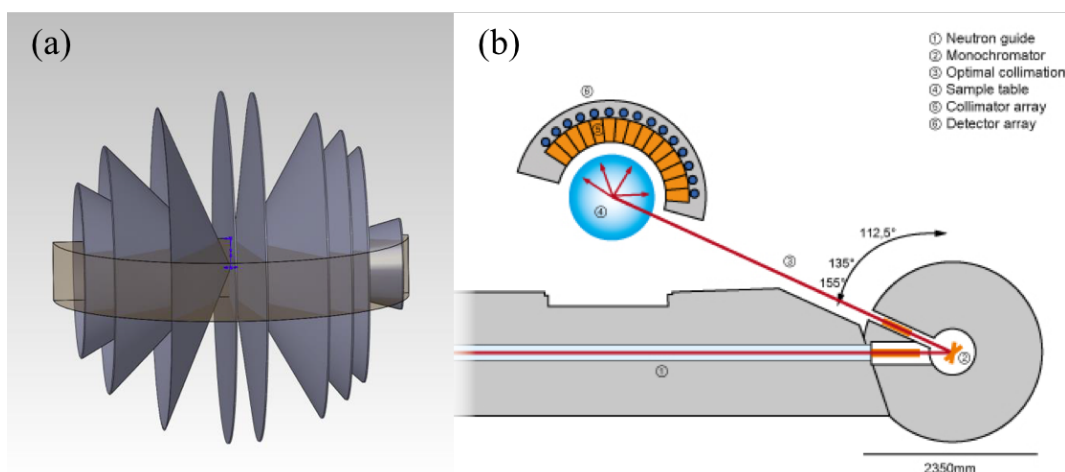 (a)
(b)
① Neutron guide
② Monochromator
③ Optimal collimation
④ Sample table
⑤ Collimator array
⑥ Detector array
⑥
⑤
④
112,5°
③
135°
155°
②
①
2350mm